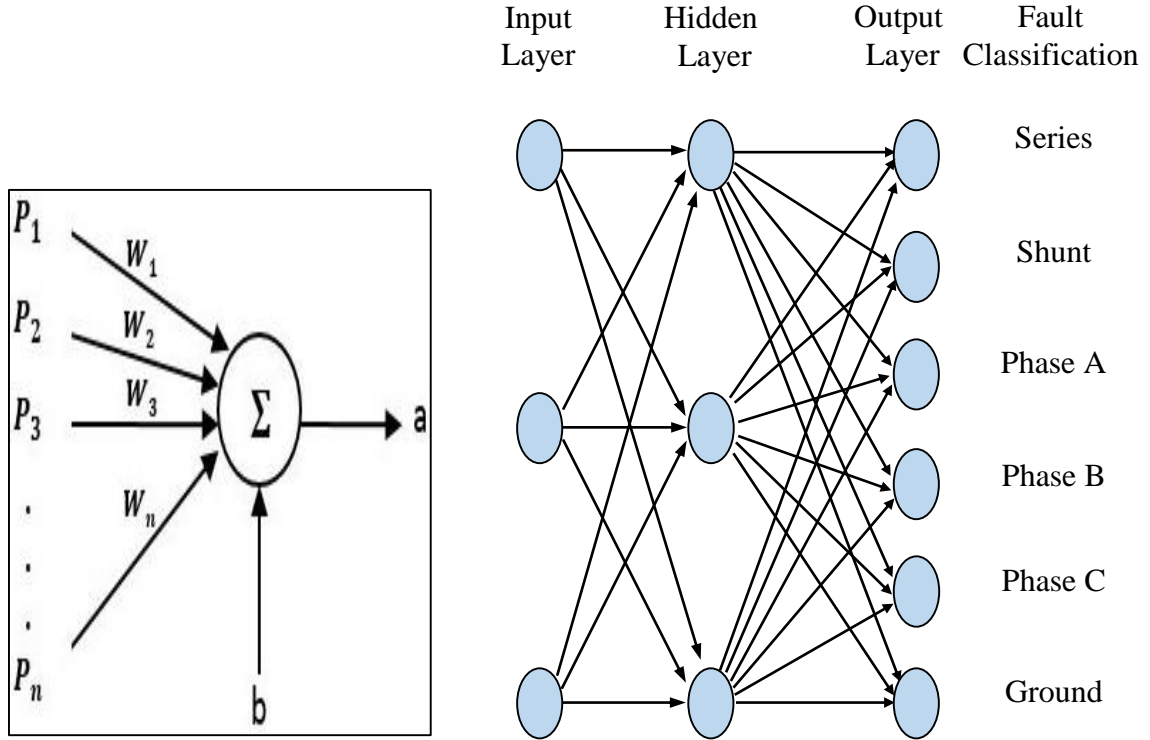 P₁
W₁
P₂
W₂
P₃
W₃
Σ
a
.
.
.
Wₙ
Pₙ
b
Input
Layer
Hidden
Layer
Output
Layer
Fault
Classification
Series
Shunt
Phase A
Phase B
Phase C
Ground